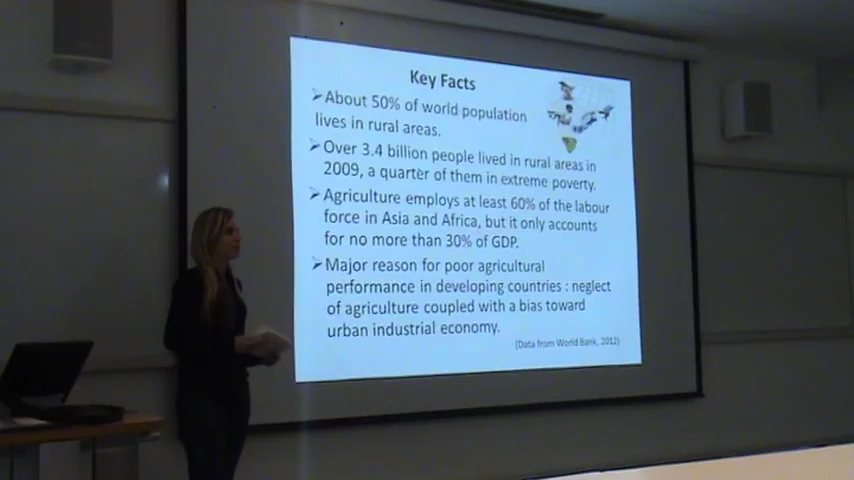 Key Facts
➢About 50% of world population
lives in rural areas.
➢Over 3.4 billion people lived in rural areas in
2009, a quarter of them in extreme poverty.
➢Agriculture employs at least 60% of the labour
force in Asia and Africa, but it only accounts
for no more than 30% of GDP.
➢Major reason for poor agricultural
performance in developing countries : neglect
of agriculture coupled with a bias toward
urban industrial economy.
(Data from World Bank, 2012)